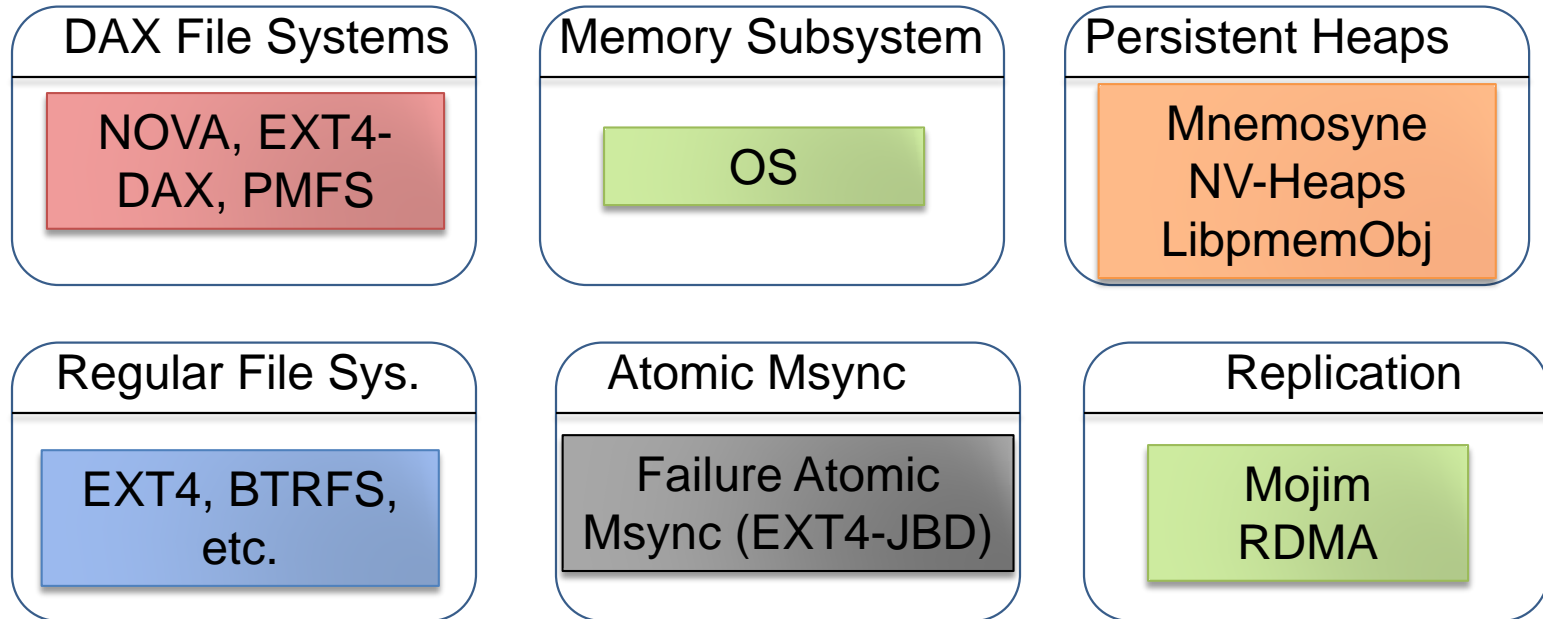 DAX File Systems
NOVA, EXT4-
DAX, PMFS
Memory Subsystem
OS
Persistent Heaps
Mnemosyne
NV-Heaps
LibpmemObj
Regular File Sys.
EXT4, BTRFS,
etc.
Atomic Msync
Failure Atomic
Msync (EXT4-JBD)
Replication
Mojim
RDMA